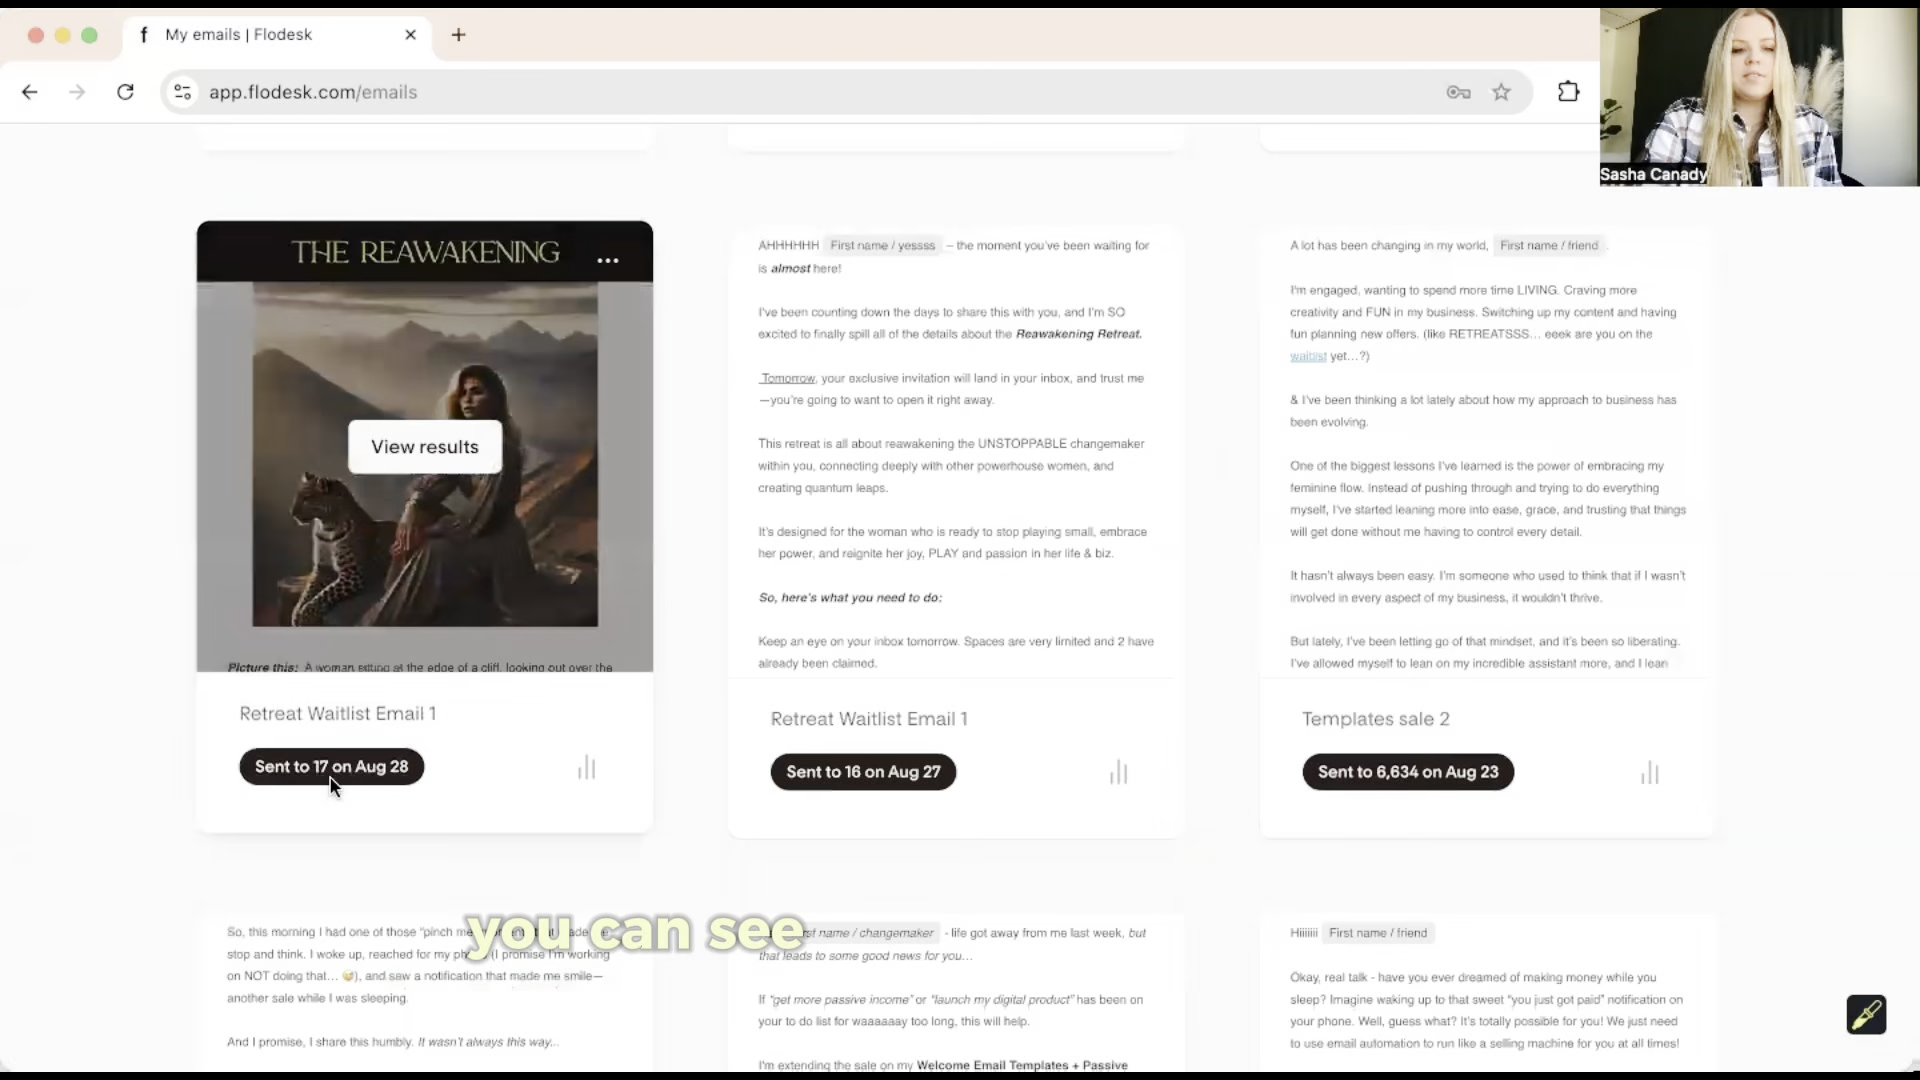 f My emails | Flodesk
app.flodesk.com/emails
Sasha Canady
THE REAWAKENING
...
View results
Picture this: A woman sitting at the edge of a cliff, looking out over the
Retreat Waitlist Email 1
Sent to 17 on Aug 28
AHHHHHH First name / yessss – the moment you've been waiting for
is almost here!
I've been counting down the days to share this with you, and I'm SO
excited to finally spill all of the details about the Reawakening Retreat.
Tomorrow, your exclusive invitation will land in your inbox, and trust me
—you're going to want to open it right away.
This retreat is all about reawakening the UNSTOPPABLE changemaker
within you, connecting deeply with other powerhouse women, and
creating quantum leaps.
It's designed for the woman who is ready to stop playing small, embrace
her power, and reignite her joy, PLAY and passion in her life & biz.
So, here's what you need to do:
Keep an eye on your inbox tomorrow. Spaces are very limited and 2 have
already been claimed.
Retreat Waitlist Email 1
Sent to 16 on Aug 27
A lot has been changing in my world, First name / friend .
I'm engaged, wanting to spend more time LIVING. Craving more
creativity and FUN in my business. Switching up my content and having
fun planning new offers. (like RETREATSSS... eeek are you on the
waitlist yet...?)
& I've been thinking a lot lately about how my approach to business has
been evolving.
One of the biggest lessons I've learned is the power of embracing my
feminine flow. Instead of pushing through and trying to do everything
myself, I've started leaning more into ease, grace, and trusting that things
will get done without me having to control every detail.
It hasn't always been easy. I'm someone who used to think that if I wasn't
involved in every aspect of my business, it wouldn't thrive.
But lately, I've been letting go of that mindset, and it's been so liberating.
I've allowed myself to lean on my incredible assistant more, and I lean
Templates sale 2
Sent to 6,634 on Aug 23
So, this morning I had one of those "pinch me
stop and think. I woke up, reached for my (I promise I'm working
on NOT doing that... 😅), and saw a notification that made me smile—
another sale while I was sleeping.
And I promise, I share this humbly. It wasn't always this way...
you can see
name / changemaker - life got away from me last week, but
that leads to some good news for you...
If "get more passive income" or "launch my digital product" has been on
your to do list for waaaaaay too long, this will help.
I'm extending the sale on my Welcome Email Templates + Passive
Hiiiiiii First name / friend
Okay, real talk - have you ever dreamed of making money while you
sleep? Imagine waking up to that sweet "you just got paid" notification on
your phone. Well, guess what? It's totally possible for you! We just need
to use email automation to run like a selling machine for you at all times!